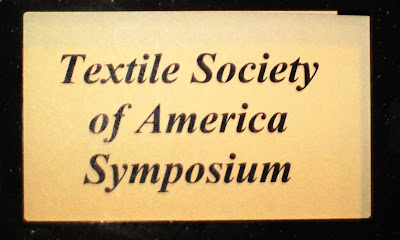 Textile Society
of America
Symposium